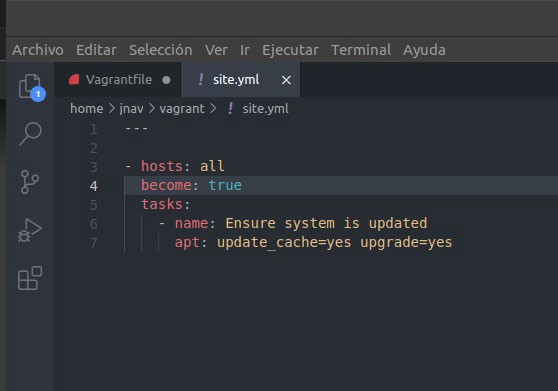 Archivo Editar Selección Ver Ir Ejecutar Terminal Ayuda
Vagrantfile ● ! site.yml ×
home > jnav > vagrant > ! site.yml
1 ---
2
3 - hosts: all
4 become: true
5 tasks:
6 - name: Ensure system is updated
7 apt: update_cache=yes upgrade=yes
1